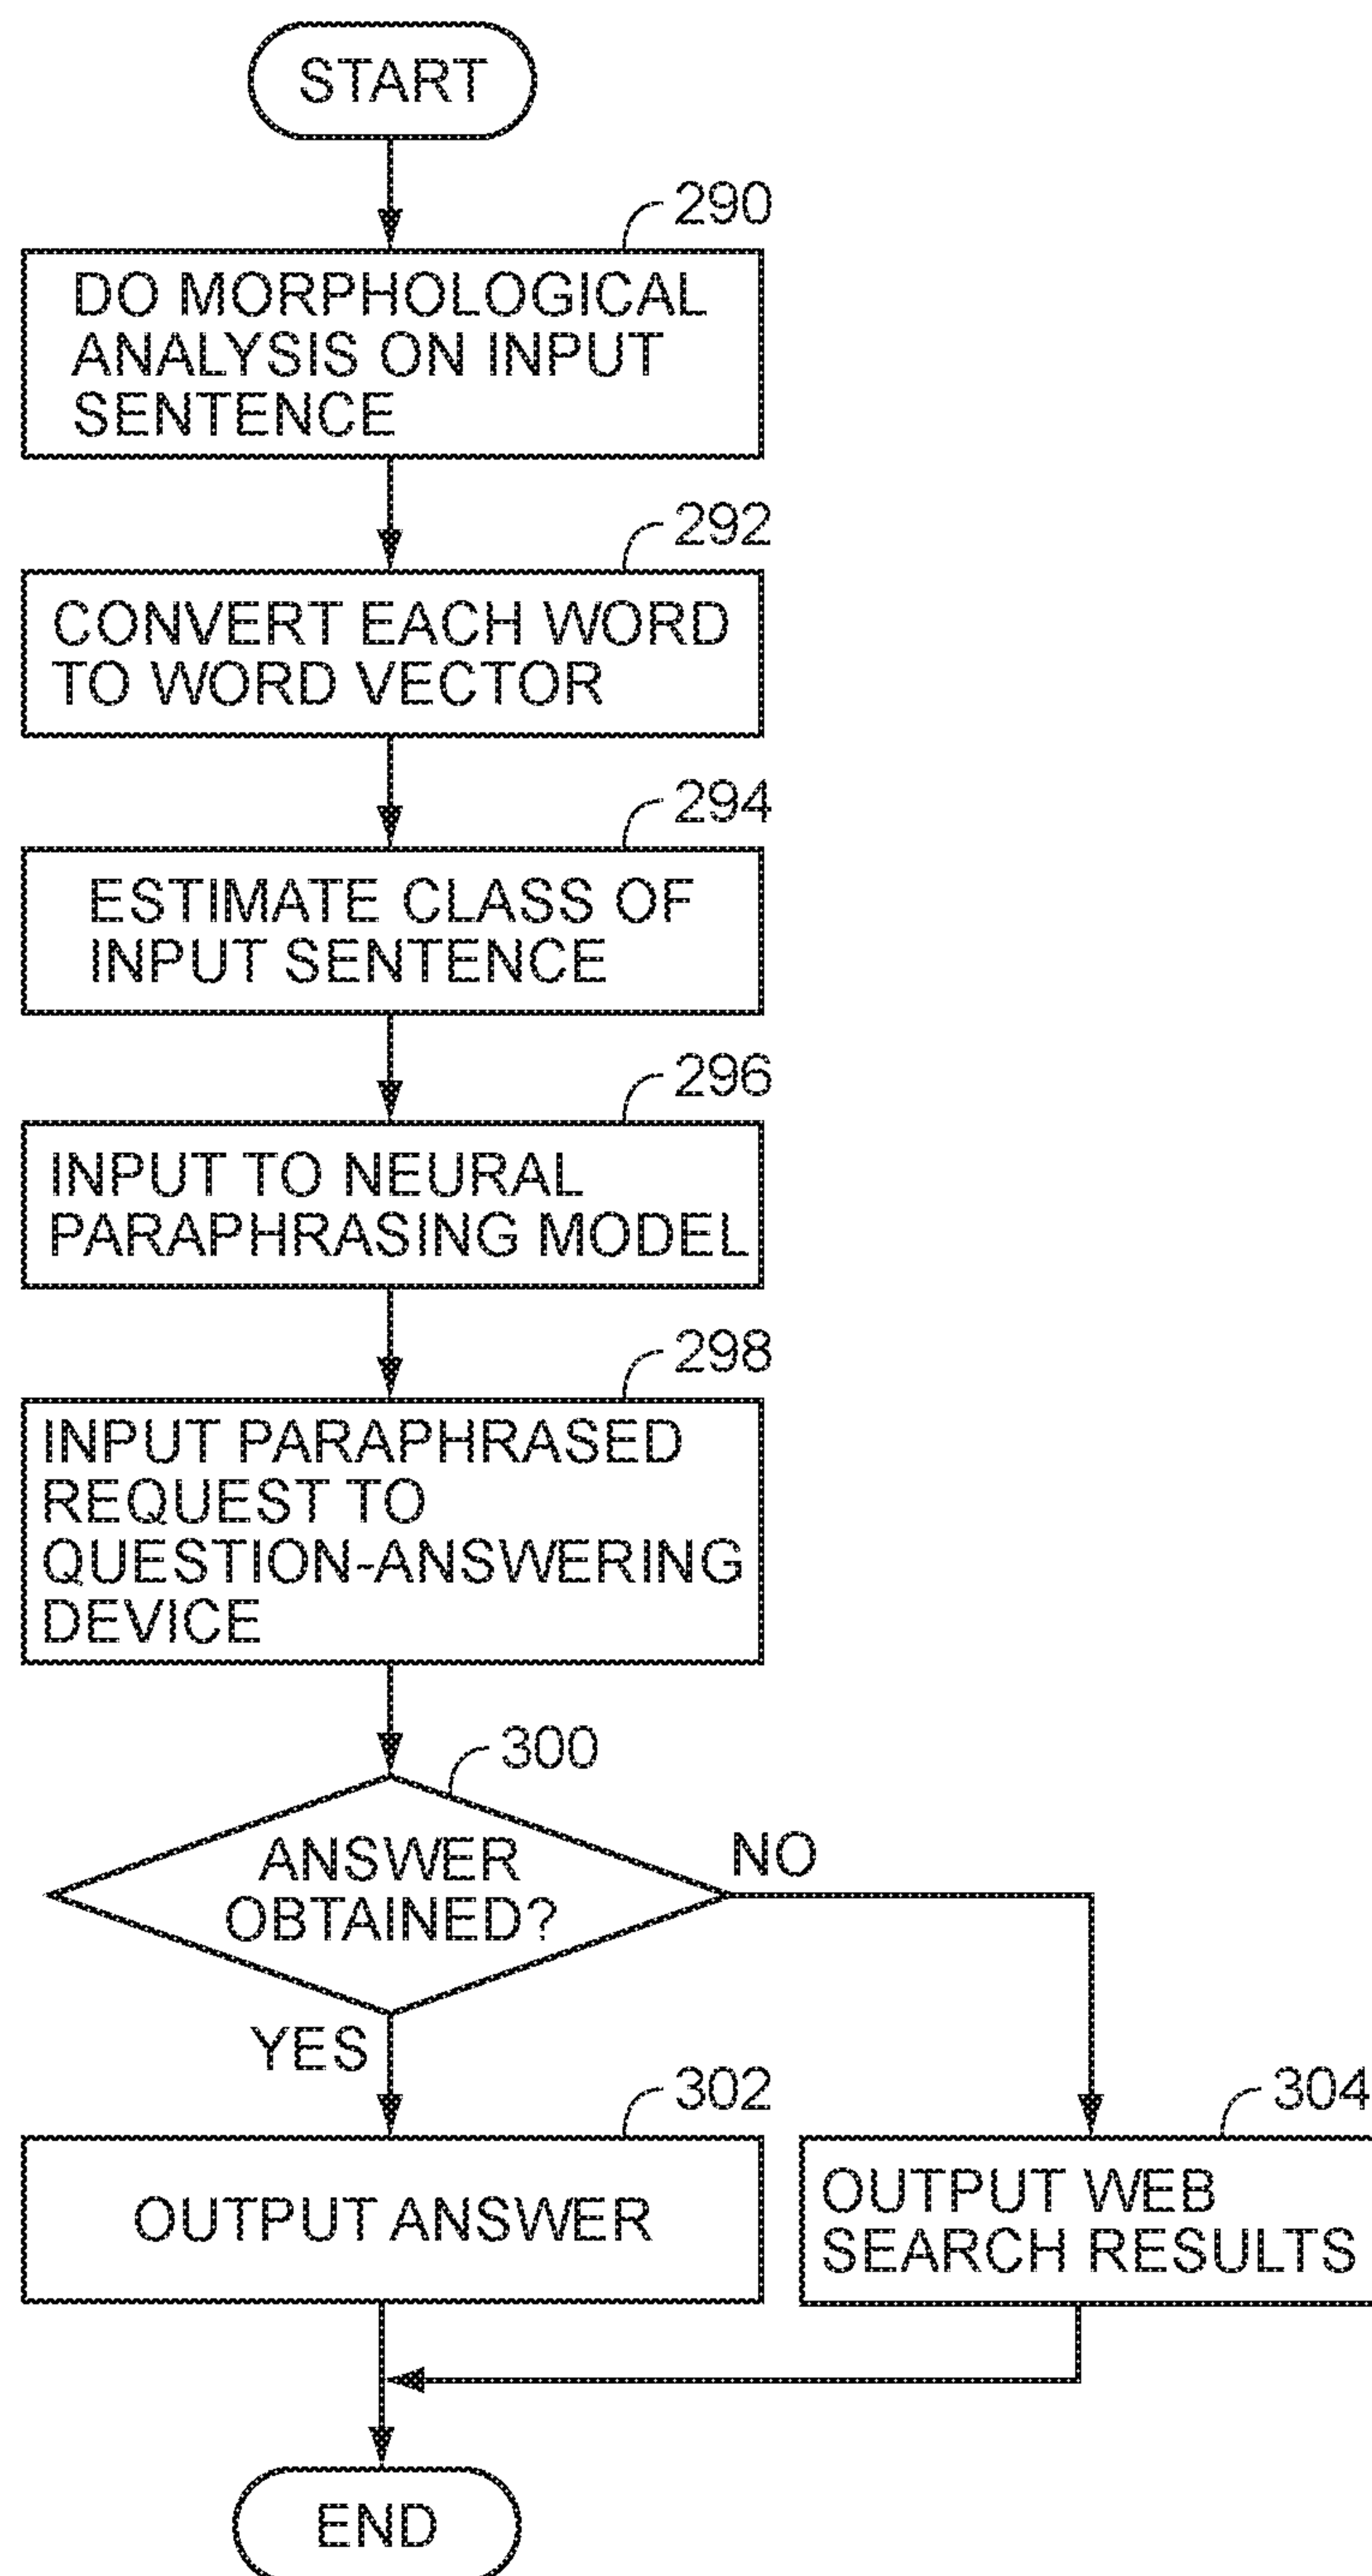 START
290
DO MORPHOLOGICAL
ANALYSIS ON INPUT
SENTENCE
292
CONVERT EACH WORD
TO WORD VECTOR
294
ESTIMATE CLASS OF
INPUT SENTENCE
296
INPUT TO NEURAL
PARAPHRASING MODEL
298
INPUT PARAPHRASED
REQUEST TO
QUESTION-ANSWERING
DEVICE
300
ANSWER
OBTAINED?
NO
YES
302
OUTPUT ANSWER
304
OUTPUT WEB
SEARCH RESULTS
END